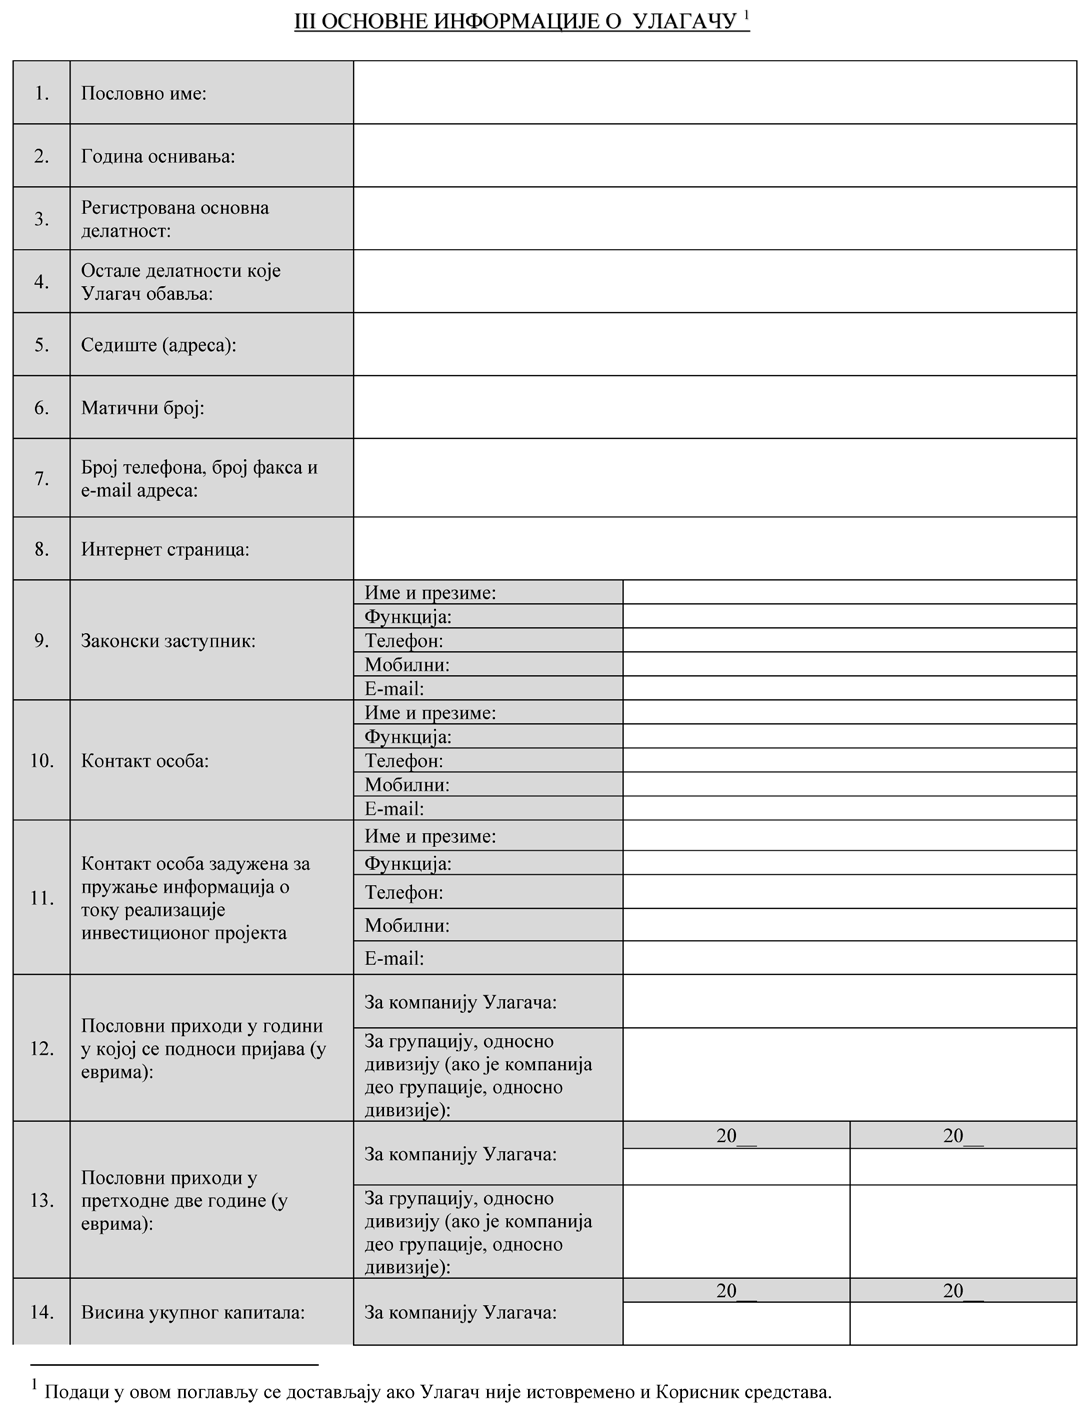 III ОСНОВНЕ ИНФОРМАЦИЈЕ О УЛАГАЧУ 1
1. Пословно име:
2. Година оснивања:
3. Регистрована основна
делатност:
4. Остале делатности које
Улагач обавља:
5. Седиште (адреса):
6. Матични број:
7. Број телефона, број факса и
e-mail адреса:
8. Интернет страница:
9. Законски заступник:
Име и презиме:
Функција:
Телефон:
Мобилни:
E-mail:
10. Контакт особа:
Име и презиме:
Функција:
Телефон:
Мобилни:
E-mail:
11. Контакт особа задужена за
пружање информација о
току реализације
инвестиционог пројекта
Име и презиме:
Функција:
Телефон:
Мобилни:
E-mail:
12. Пословни приходи у години
у којој се подноси пријава (у
еврима):
За компанију Улагача:
За групацију, односно
дивизију (ако је компанија
део групације, односно
дивизије):
13. Пословни приходи у
претходне две године (у
еврима):
За компанију Улагача:
20__ 20__
За групацију, односно
дивизију (ако је компанија
део групације, односно
дивизије):
14. Висина укупног капитала:
За компанију Улагача:
20__ 20__
1 Подаци у овом поглављу се достављају ако Улагач није истовремено и Корисник средстава.